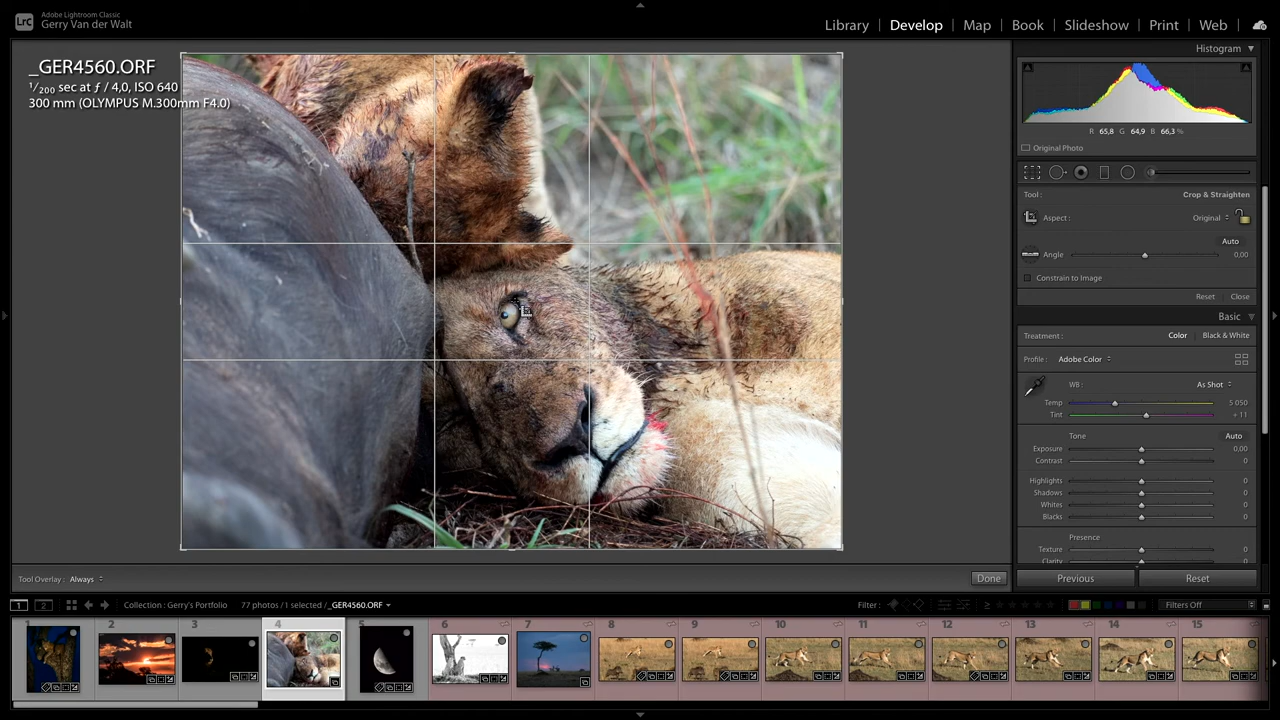 Lrc
Adobe Lightroom Classic
Gerry Van der Walt
Library | Develop | Map | Book | Slideshow | Print | Web
_GER4560.ORF
1/200 sec at ƒ / 4,0, ISO 640
300 mm (OLYMPUS M.300mm F4.0)
Histogram
R 65,8 G 64,9 B 66,3 %
Original Photo
Tool: Crop & Straighten
Aspect: Original
Auto
Angle 0,00
Constrain to Image
Reset Close
Basic
Treatment: Color Black & White
Profile: Adobe Color
WB: As Shot
Temp 5 050
Tint + 11
Tone Auto
Exposure 0,00
Contrast 0
Highlights 0
Shadows 0
Whites 0
Blacks 0
Presence
Texture 0
Clarity 0
Tool Overlay: Always Done Previous Reset
1 2 Collection : Gerry's Portfolio 77 photos / 1 selected / _GER4560.ORF Filter : Filters Off
1 2 3 4 5 6 7 8 9 10 11 12 13 14 15